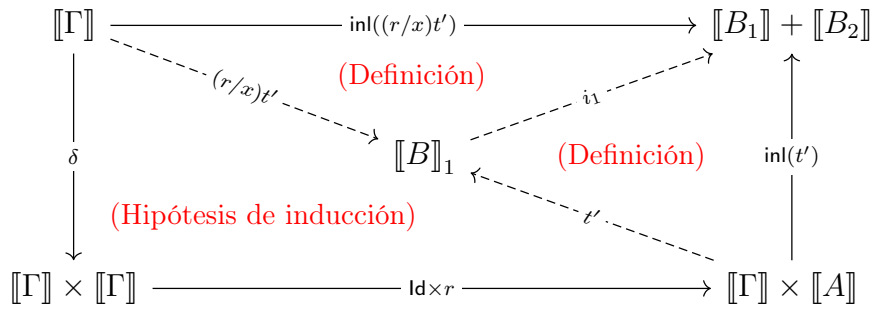 ⟦Γ⟧ inl((r/x)t′) ⟦B₁⟧ + ⟦B₂⟧
(Definición)
(r/x)t′ i₁
δ ⟦B⟧₁ (Definición) inl(t′)
(Hipótesis de inducción) t′
⟦Γ⟧ × ⟦Γ⟧ Id×r ⟦Γ⟧ × ⟦A⟧